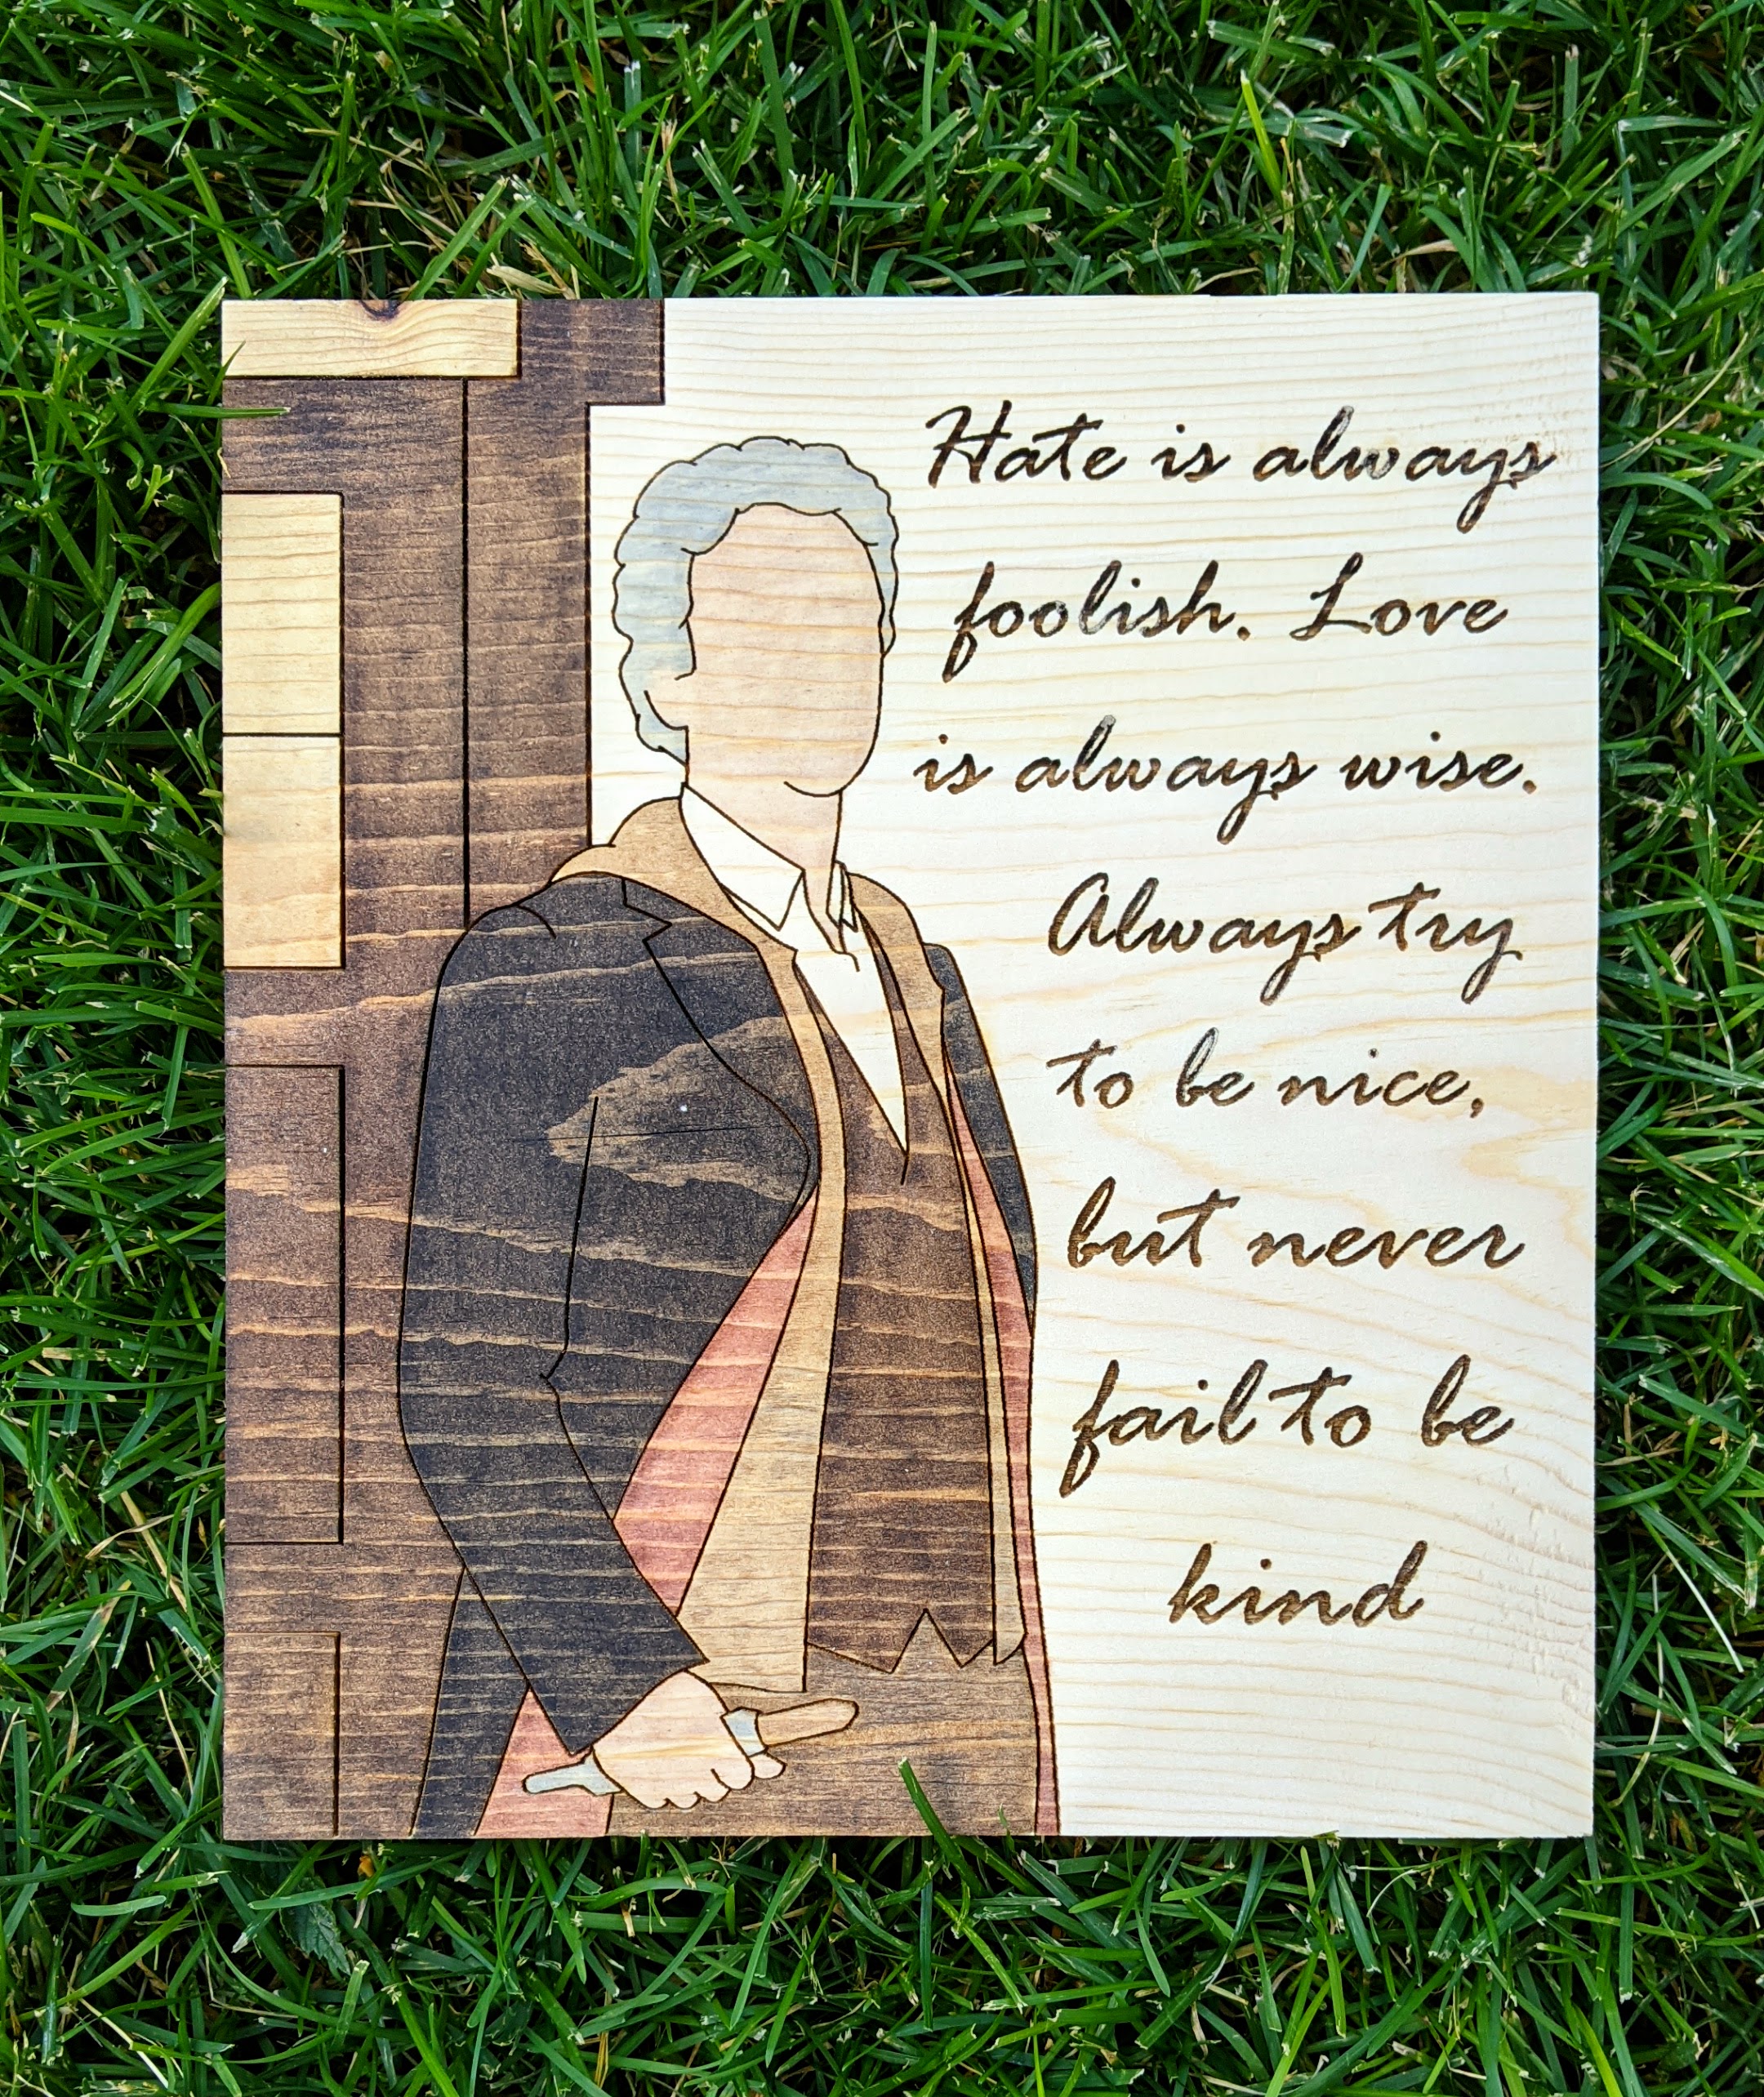 Hate is always
foolish. Love
is always wise.
Always try
to be nice,
but never
fail to be
kind